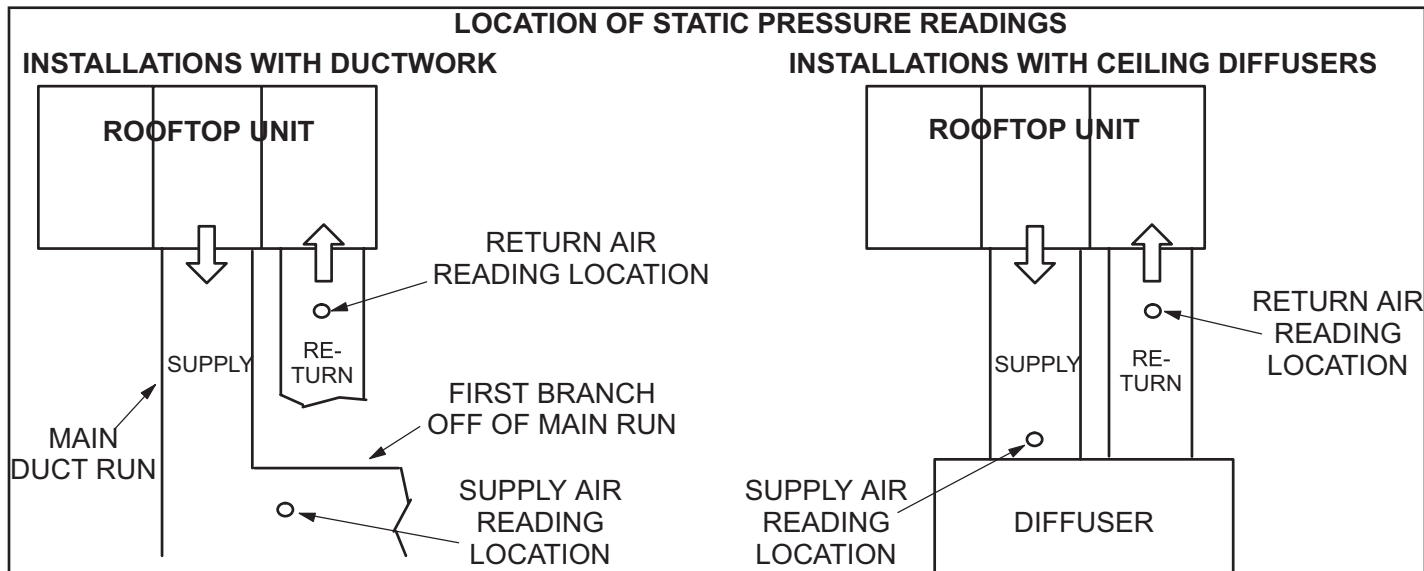 LOCATION OF STATIC PRESSURE READINGS
INSTALLATIONS WITH DUCTWORK
ROOFTOP UNIT
RETURN AIR
READING LOCATION
SUPPLY
RE-
TURN
FIRST BRANCH
OFF OF MAIN RUN
MAIN
DUCT RUN
SUPPLY AIR
READING
LOCATION
INSTALLATIONS WITH CEILING DIFFUSERS
ROOFTOP UNIT
RETURN AIR
READING
LOCATION
SUPPLY
RE-
TURN
SUPPLY AIR
READING
LOCATION
DIFFUSER